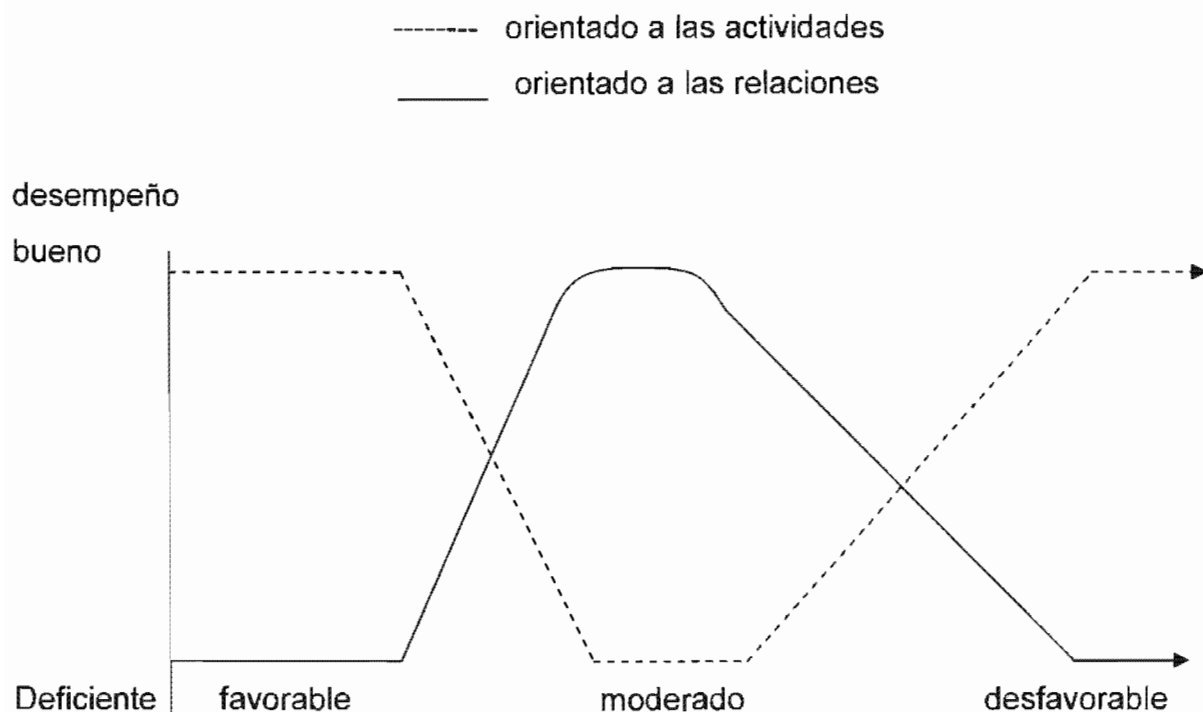 orientado a las actividades
orientado a las relaciones
desempeño
bueno
Deficiente favorable moderado desfavorable